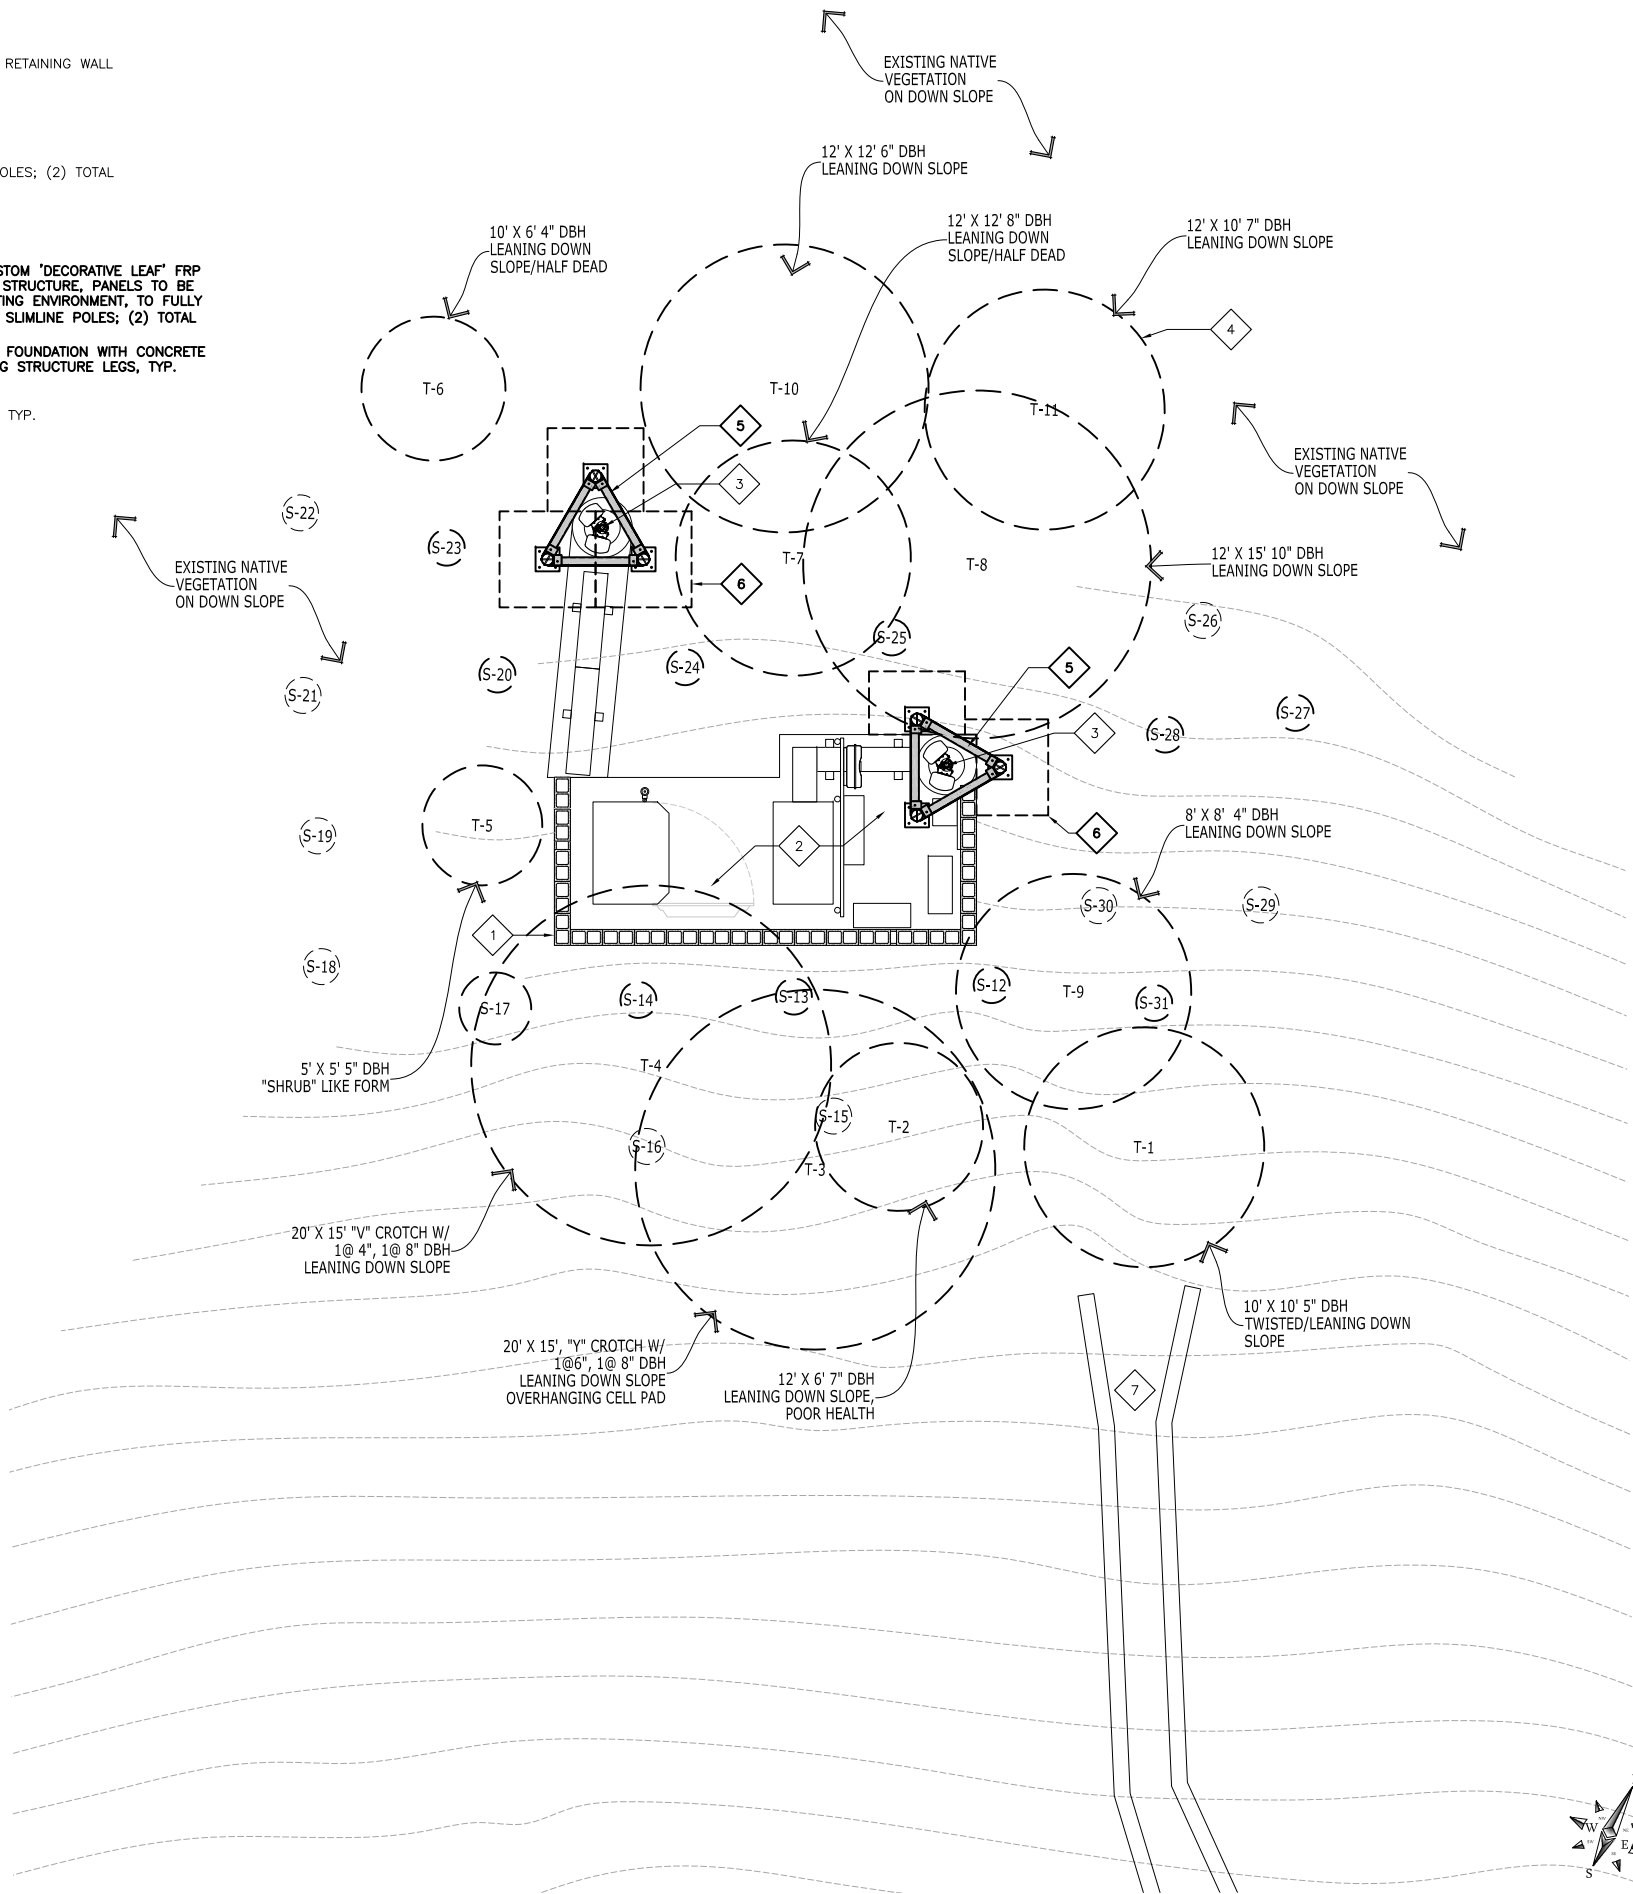 RETAINING WALL
OLES; (2) TOTAL
STOM 'DECORATIVE LEAF' FRP
STRUCTURE, PANELS TO BE
TING ENVIRONMENT, TO FULLY
SLIMLINE POLES; (2) TOTAL
FOUNDATION WITH CONCRETE
G STRUCTURE LEGS, TYP.
TYP.
EXISTING NATIVE
VEGETATION
ON DOWN SLOPE
12' X 12' 6" DBH
LEANING DOWN SLOPE
10' X 6' 4" DBH
LEANING DOWN
SLOPE/HALF DEAD
12' X 12' 8" DBH
LEANING DOWN
SLOPE/HALF DEAD
12' X 10' 7" DBH
LEANING DOWN SLOPE
4
T-6
T-10
T-11
5
3
EXISTING NATIVE
VEGETATION
ON DOWN SLOPE
S-22
S-23
T-7
T-8
12' X 15' 10" DBH
LEANING DOWN SLOPE
EXISTING NATIVE
VEGETATION
ON DOWN SLOPE
6
S-26
S-25
S-20
S-24
5
S-21
S-27
S-28
3
8' X 8' 4" DBH
LEANING DOWN SLOPE
T-5
S-19
6
2
S-30
S-29
1
S-18
S-17
S-14
S-13
S-12
T-9
S-31
5' X 5' 5" DBH
"SHRUB" LIKE FORM
T-4
S-15
T-2
S-16
T-3
T-1
20' X 15' "V" CROTCH W/
1@ 4", 1@ 8" DBH
LEANING DOWN SLOPE
10' X 10' 5" DBH
TWISTED/LEANING DOWN
SLOPE
20' X 15', "Y" CROTCH W/
1@6", 1@ 8" DBH
LEANING DOWN SLOPE
OVERHANGING CELL PAD
12' X 6' 7" DBH
LEANING DOWN SLOPE,
POOR HEALTH
7
W
E
S